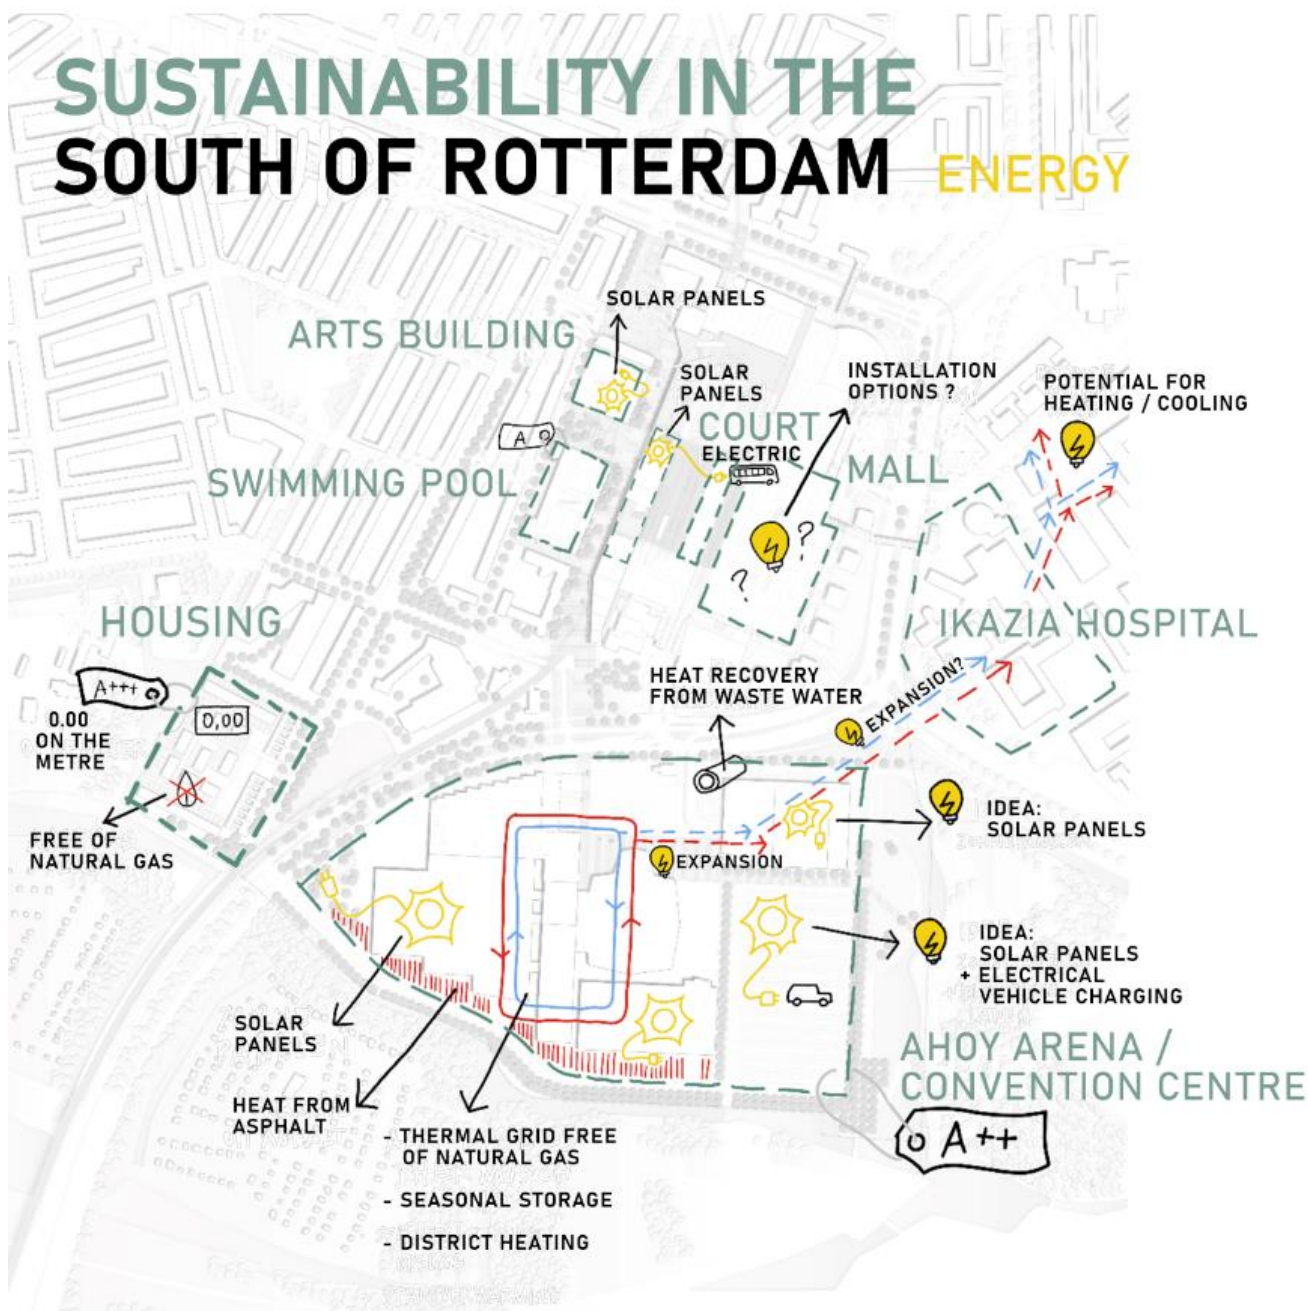 SUSTAINABILITY IN THE
SOUTH OF ROTTERDAM
ENERGY
SOLAR PANELS
ARTS BUILDING
SOLAR
PANELS
INSTALLATION
OPTIONS ?
POTENTIAL FOR
HEATING / COOLING
COURT
ELECTRIC
A
SWIMMING POOL
MALL
?
?
HOUSING
IKAZIA HOSPITAL
A+++
0.00
ON THE
METRE
0,00
HEAT RECOVERY
FROM WASTE WATER
EXPANSION?
FREE OF
NATURAL GAS
EXPANSION
IDEA:
SOLAR PANELS
IDEA:
SOLAR PANELS
+ ELECTRICAL
VEHICLE CHARGING
SOLAR
PANELS
HEAT FROM
ASPHALT
- THERMAL GRID FREE
OF NATURAL GAS
- SEASONAL STORAGE
- DISTRICT HEATING
AHOY ARENA /
CONVENTION CENTRE
A++